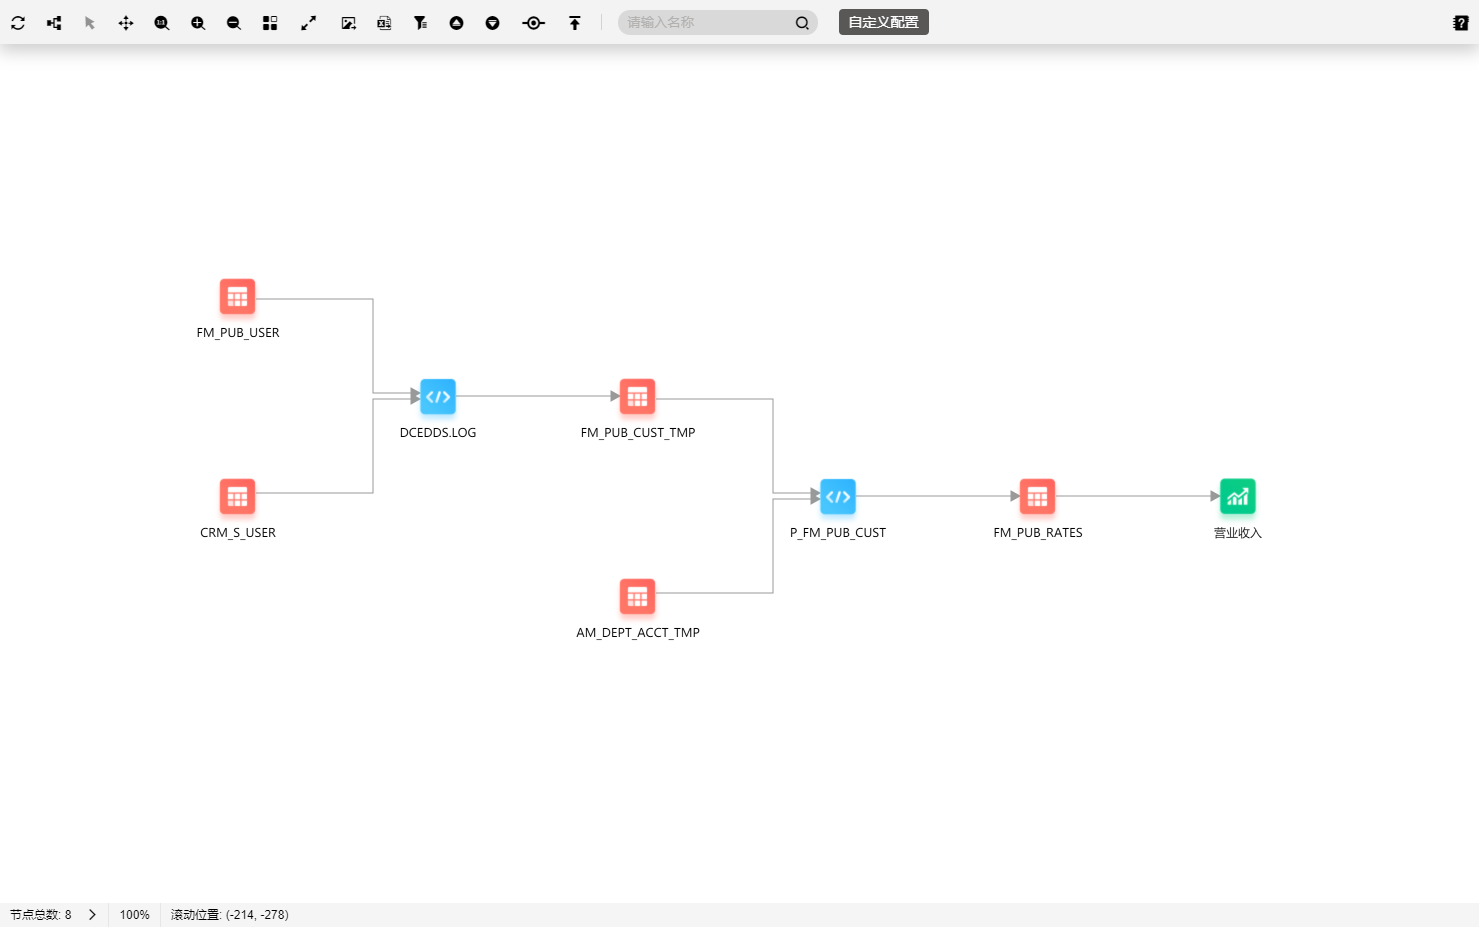 请输入名称
自定义配置
FM_PUB_USER
DCEDDS.LOG
FM_PUB_CUST_TMP
CRM_S_USER
P_FM_PUB_CUST
FM_PUB_RATES
营业收入
AM_DEPT_ACCT_TMP
节点总数: 8
100%
滚动位置: (-214, -278)